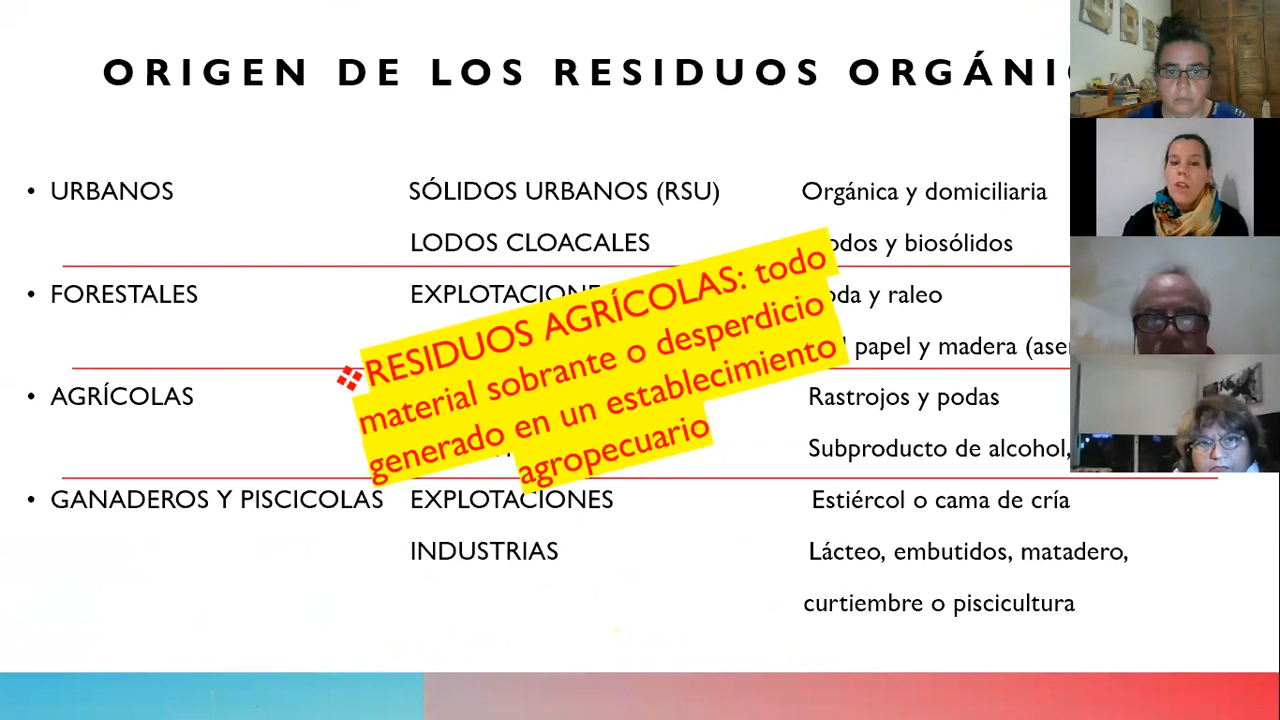 ORIGEN DE LOS RESIDUOS
• URBANOS SÓLIDOS URBANOS (RSU) Orgánica y domiciliaria
LODOS CLOACALES y biosólidos
• FORESTALES y raleo
papel y madera
• AGRÍCOLAS Rastrojos y podas
Subproducto de alcohol,
• GANADEROS Y PISCICOLAS EXPLOTACIONES Estiércol o cama de cría
INDUSTRIAS Lácteo, embutidos, matadero,
curtiembre o piscicultura
❖RESIDUOS AGRÍCOLAS: todo
material sobrante o desperdicio
generado en un establecimiento
agropecuario